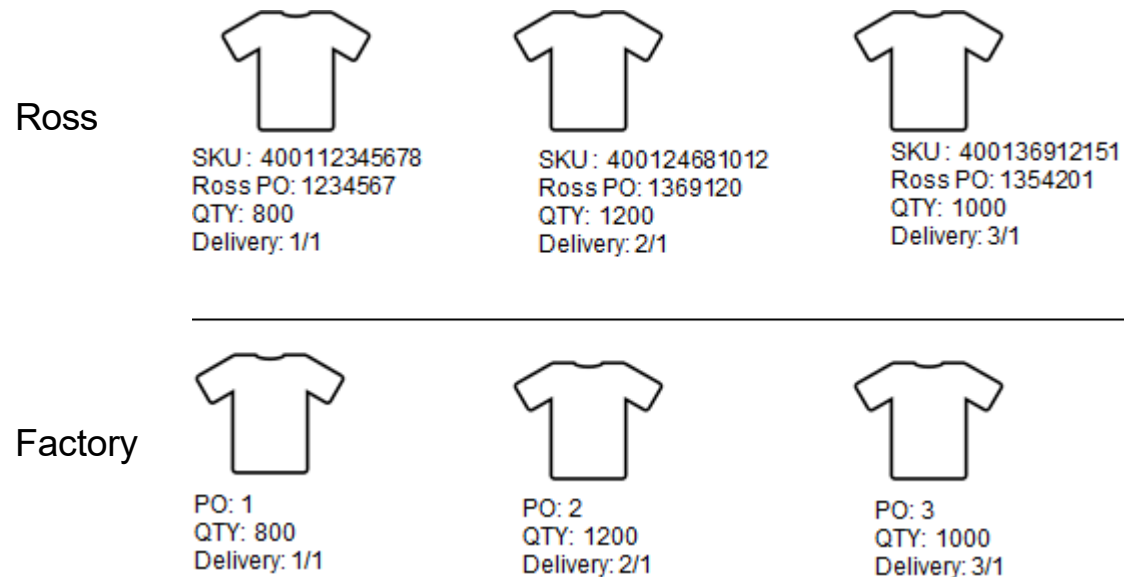 Ross
SKU: 400112345678
Ross PO: 1234567
QTY: 800
Delivery: 1/1
SKU: 400124681012
Ross PO: 1369120
QTY: 1200
Delivery: 2/1
SKU: 400136912151
Ross PO: 1354201
QTY: 1000
Delivery: 3/1
Factory
PO: 1
QTY: 800
Delivery: 1/1
PO: 2
QTY: 1200
Delivery: 2/1
PO: 3
QTY: 1000
Delivery: 3/1